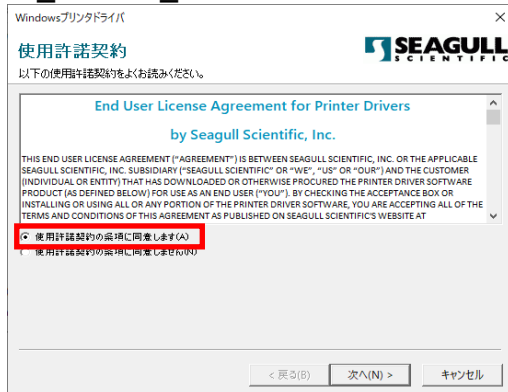 Windowsプリンタドライバ
使用許諾契約
以下の使用許諾契約をよくお読みください。
SEAGULL
SCIENTIFIC
End User License Agreement for Printer Drivers
by Seagull Scientific, Inc.
THIS END USER LICENSE AGREEMENT ("AGREEMENT") IS BETWEEN SEAGULL SCIENTIFIC, INC. OR THE APPLICABLE
SEAGULL SCIENTIFIC, INC. SUBSIDIARY ("SEAGULL SCIENTIFIC" OR "WE", "US" OR "OUR") AND THE CUSTOMER
(INDIVIDUAL OR ENTITY) THAT HAS DOWNLOADED OR OTHERWISE PROCURED THE PRINTER DRIVER SOFTWARE
PRODUCT (AS DEFINED BELOW) FOR USE AS AN END USER ("YOU"). BY CHECKING THE ACCEPTANCE BOX OR
INSTALLING OR USING ALL OR ANY PORTION OF THE PRINTER DRIVER SOFTWARE, YOU ARE ACCEPTING ALL OF THE
TERMS AND CONDITIONS OF THIS AGREEMENT AS PUBLISHED ON SEAGULL SCIENTIFIC'S WEBSITE AT
使用許諾契約の条項に同意します(A)
使用許諾契約の条項に同意しません(N)
< 戻る(B)
次へ(N) >
キャンセル